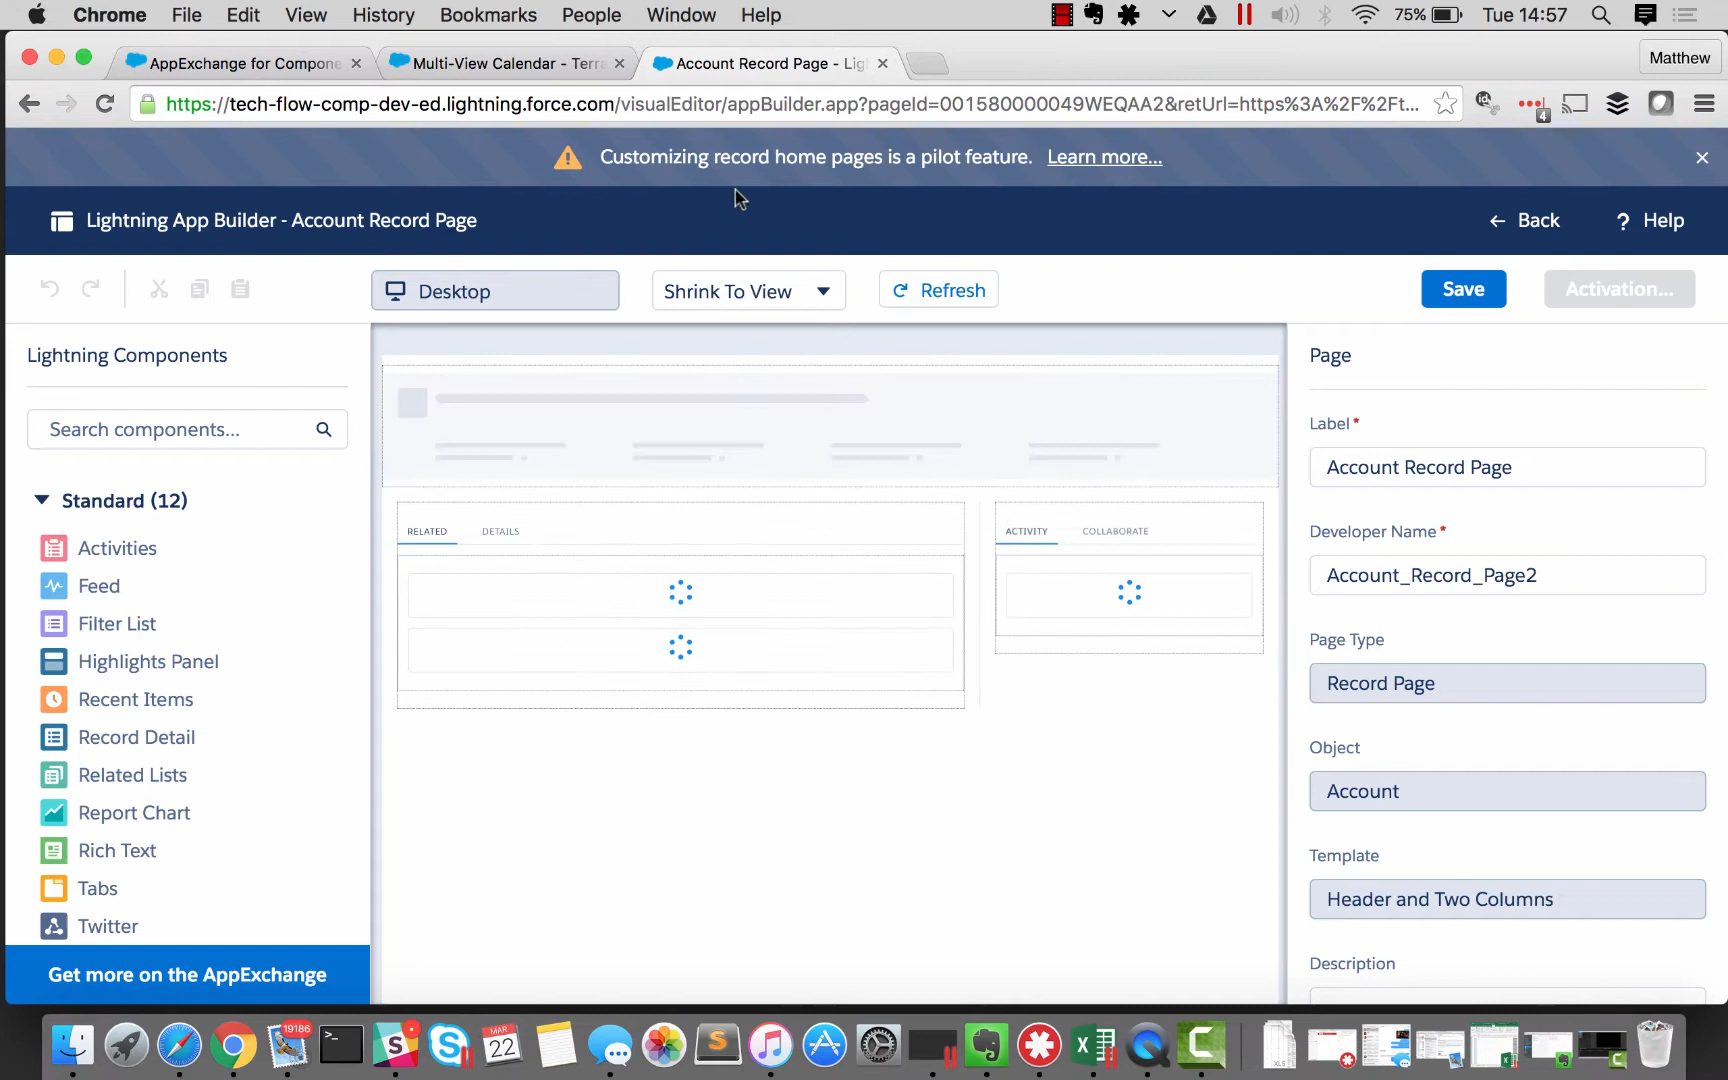 Chrome File Edit View History Bookmarks People Window Help 75% Tue 14:57
AppExchange for Compone Multi-View Calendar - Terra Account Record Page - Lig Matthew
https://tech-flow-comp-dev-ed.lightning.force.com/visualEditor/appBuilder.app?pageId=001580000049WEQAA2&retUrl=https%3A%2F%2Ft...
4
Customizing record home pages is a pilot feature. Learn more...
Lightning App Builder - Account Record Page
Back
? Help
Desktop
Shrink To View
Refresh
Save
Activation...
Lightning Components
Search components...
Standard (12)
Activities
Feed
Filter List
Highlights Panel
Recent Items
Record Detail
Related Lists
Report Chart
Rich Text
Tabs
Twitter
Get more on the AppExchange
RELATED DETAILS
ACTIVITY COLLABORATE
Page
Label*
Account Record Page
Developer Name*
Account_Record_Page2
Page Type
Record Page
Object
Account
Template
Header and Two Columns
Description
19186
MAR
22
XLS